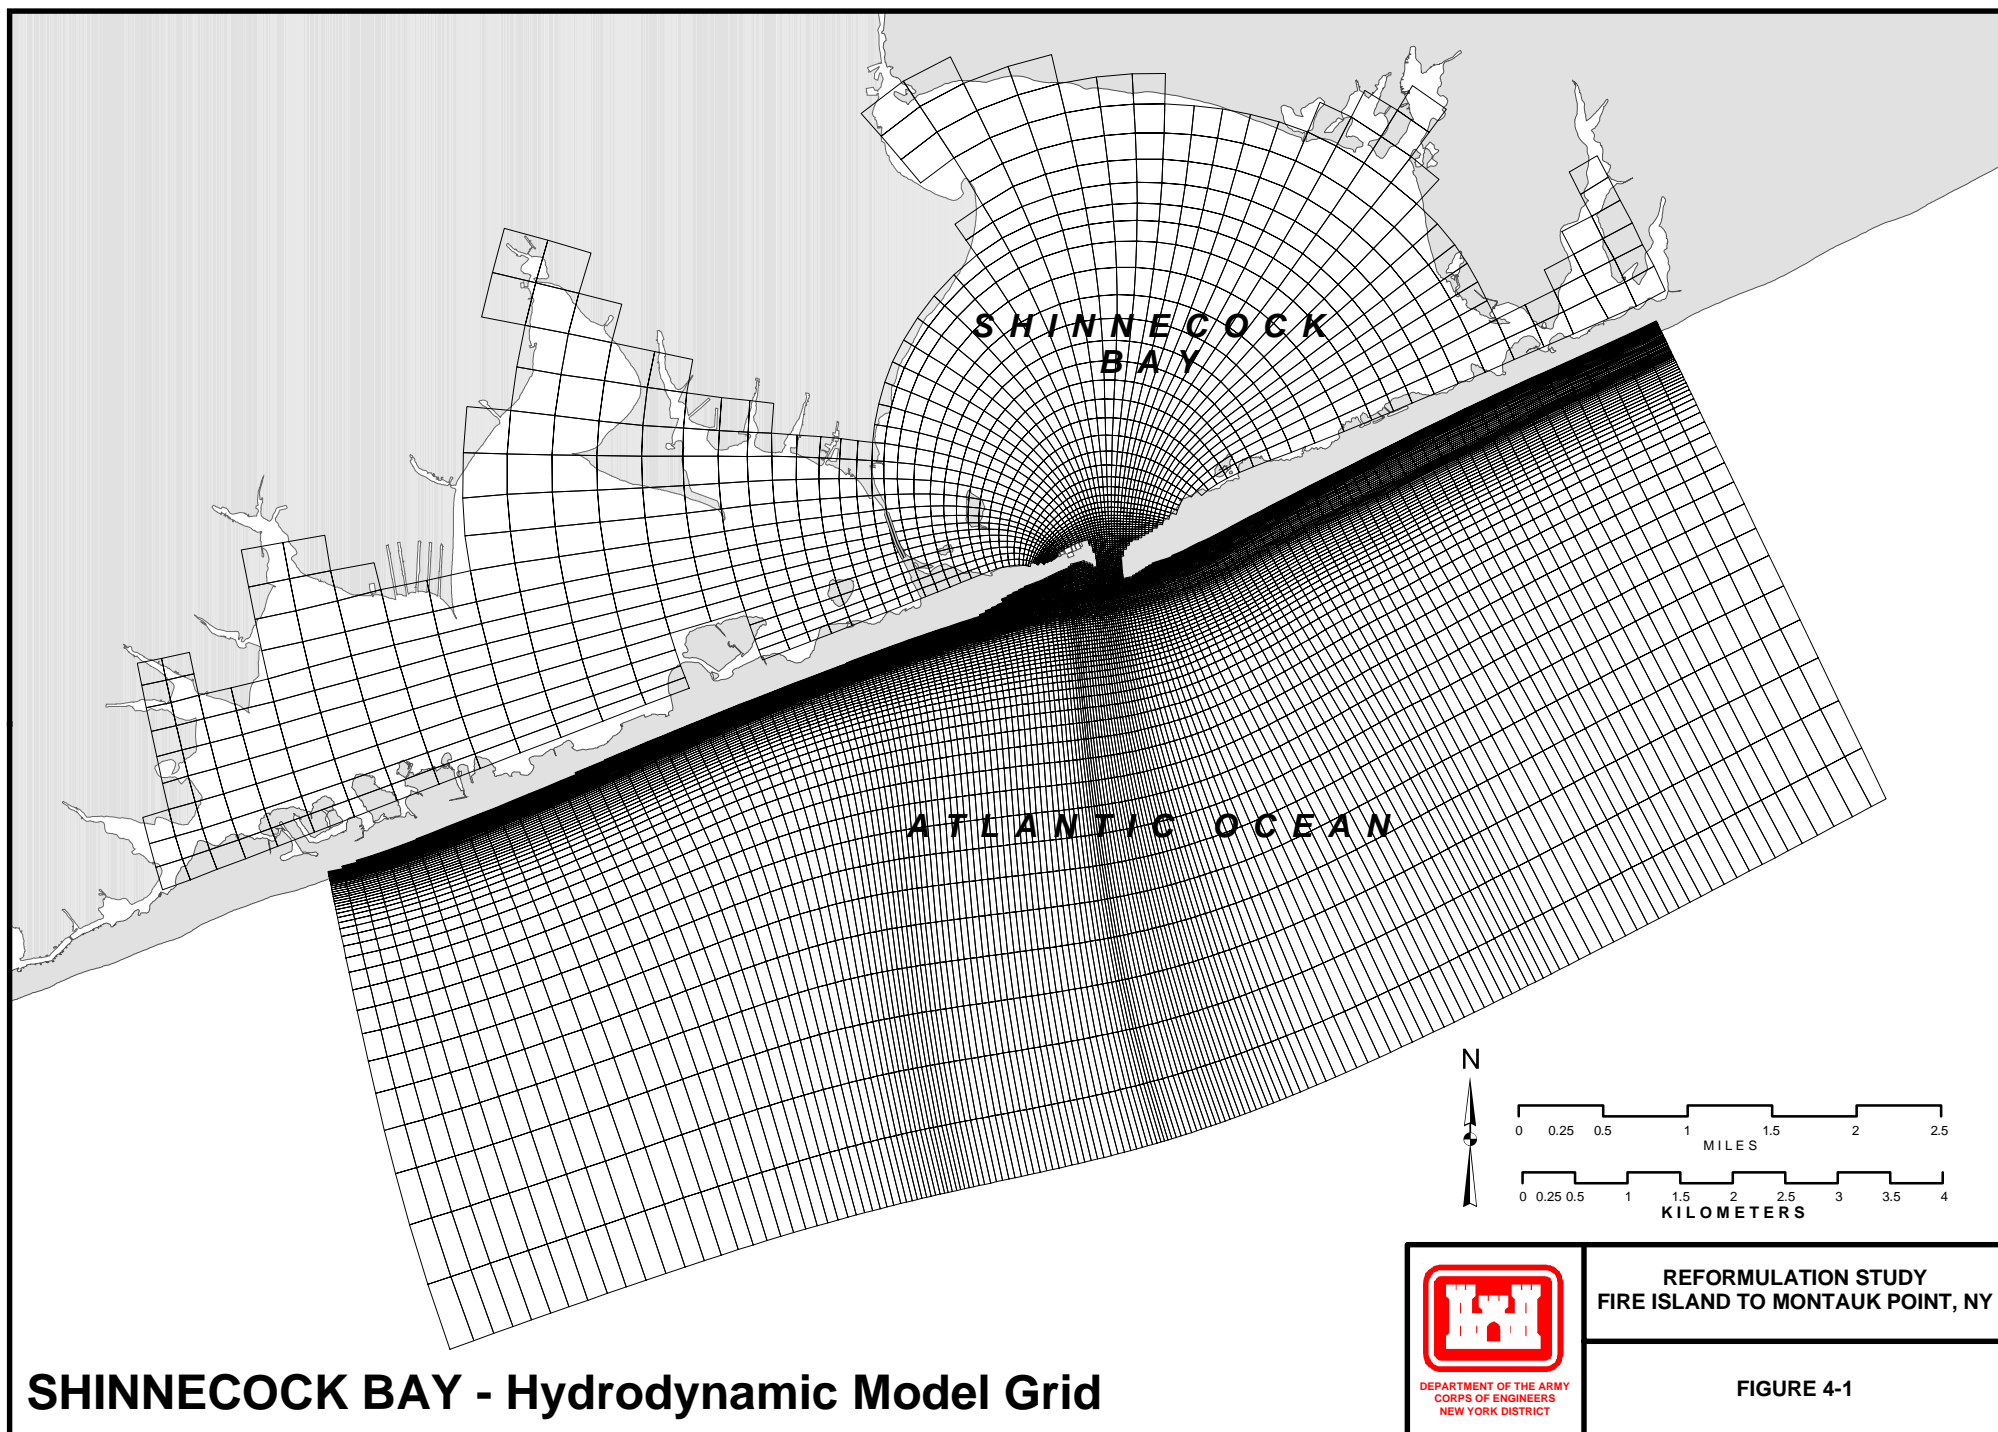 SHINNECOCK
BAY
ATLANTIC OCEAN
N
0 0.25 0.5 1 1.5 2 2.5
MILES
0 0.25 0.5 1 1.5 2 2.5 3 3.5 4
KILOMETERS
REFORMULATION STUDY
FIRE ISLAND TO MONTAUK POINT, NY
DEPARTMENT OF THE ARMY
CORPS OF ENGINEERS
NEW YORK DISTRICT
FIGURE 4-1
SHINNECOCK BAY - Hydrodynamic Model Grid